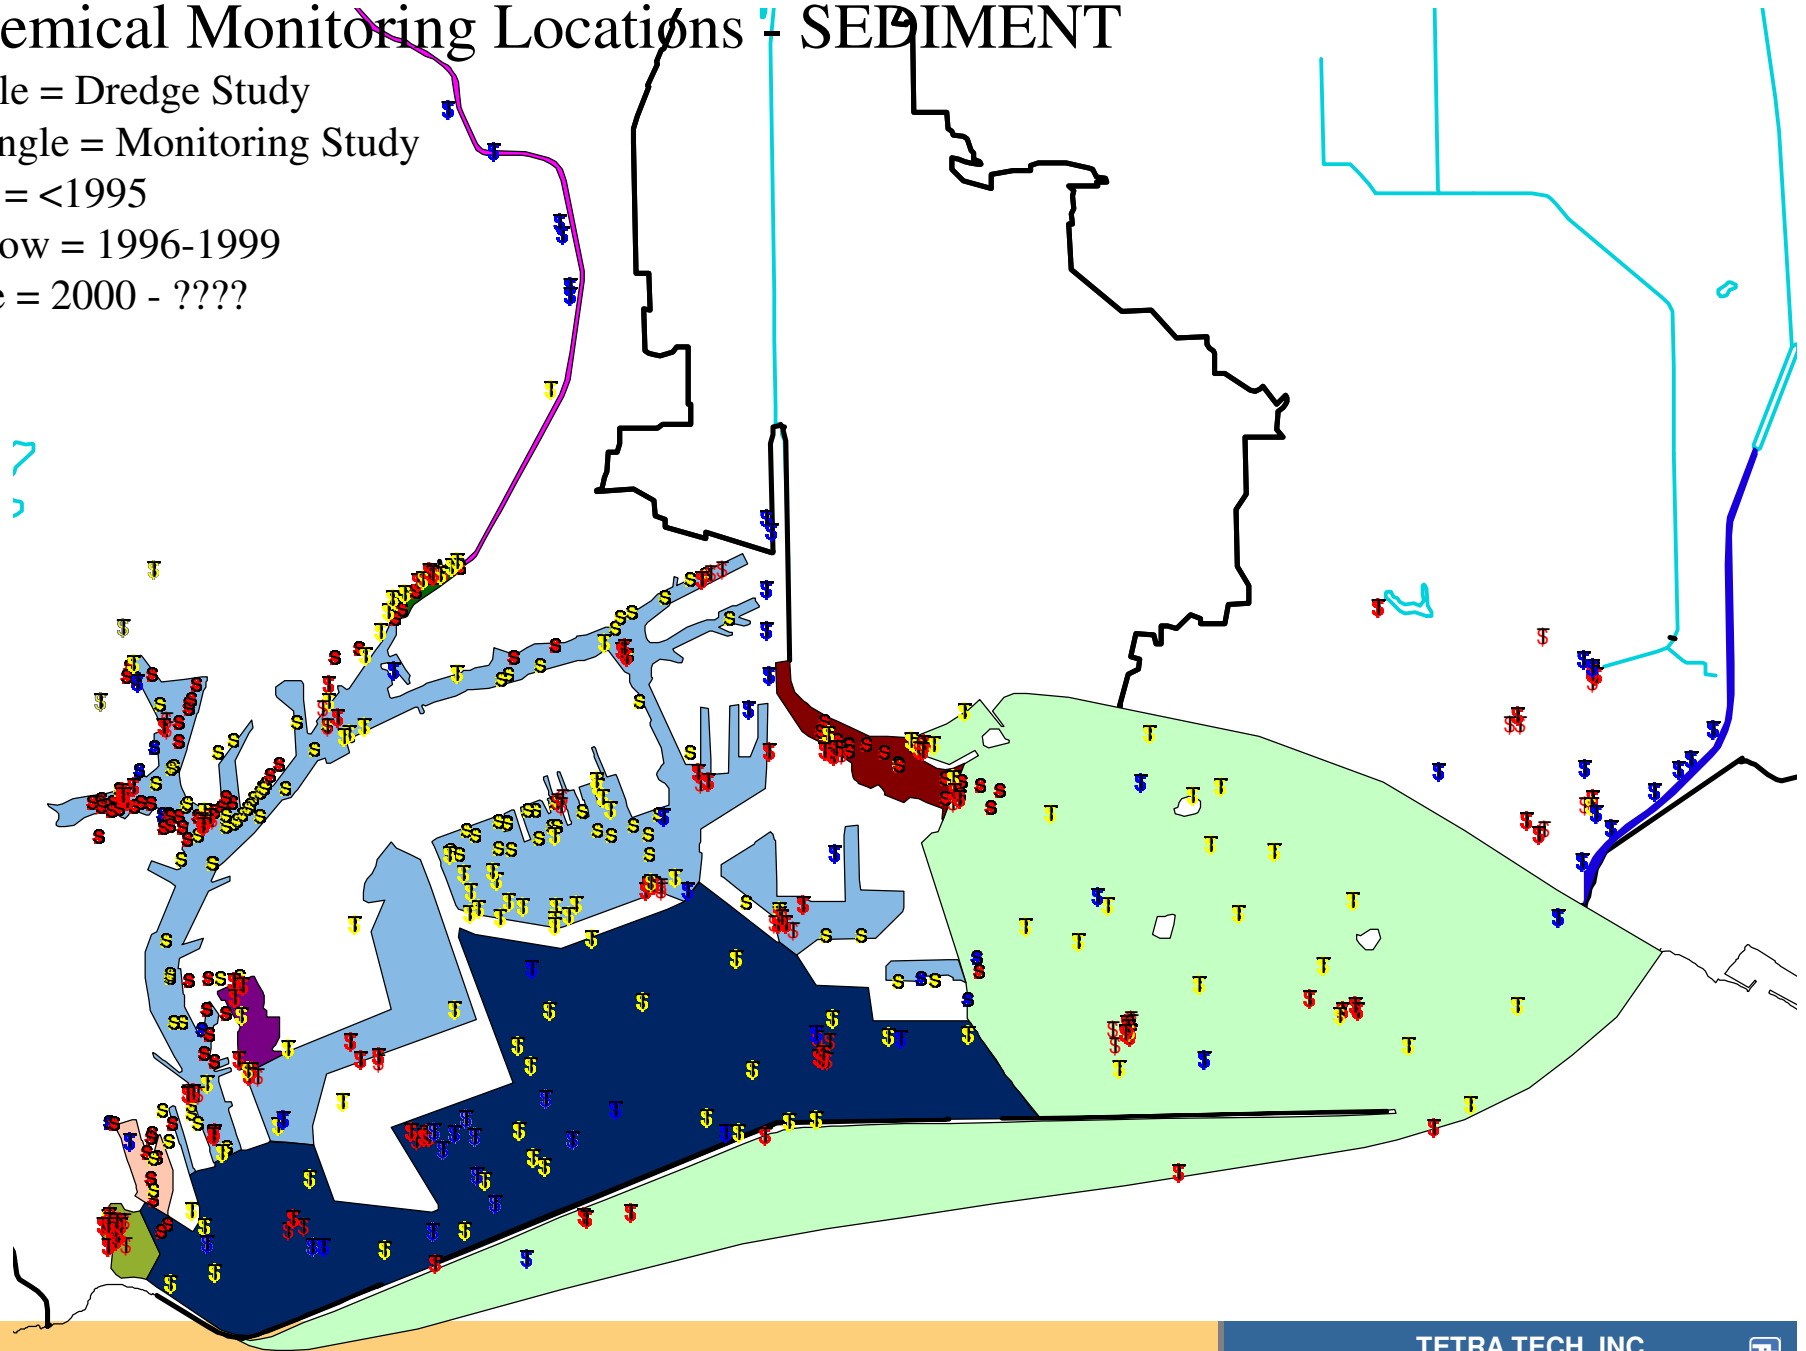 emical Monitoring Locations - SEDIMENT
le = Dredge Study
ngle = Monitoring Study
= <1995
ow = 1996-1999
e = 2000 - ????
TETRA TECH, INC